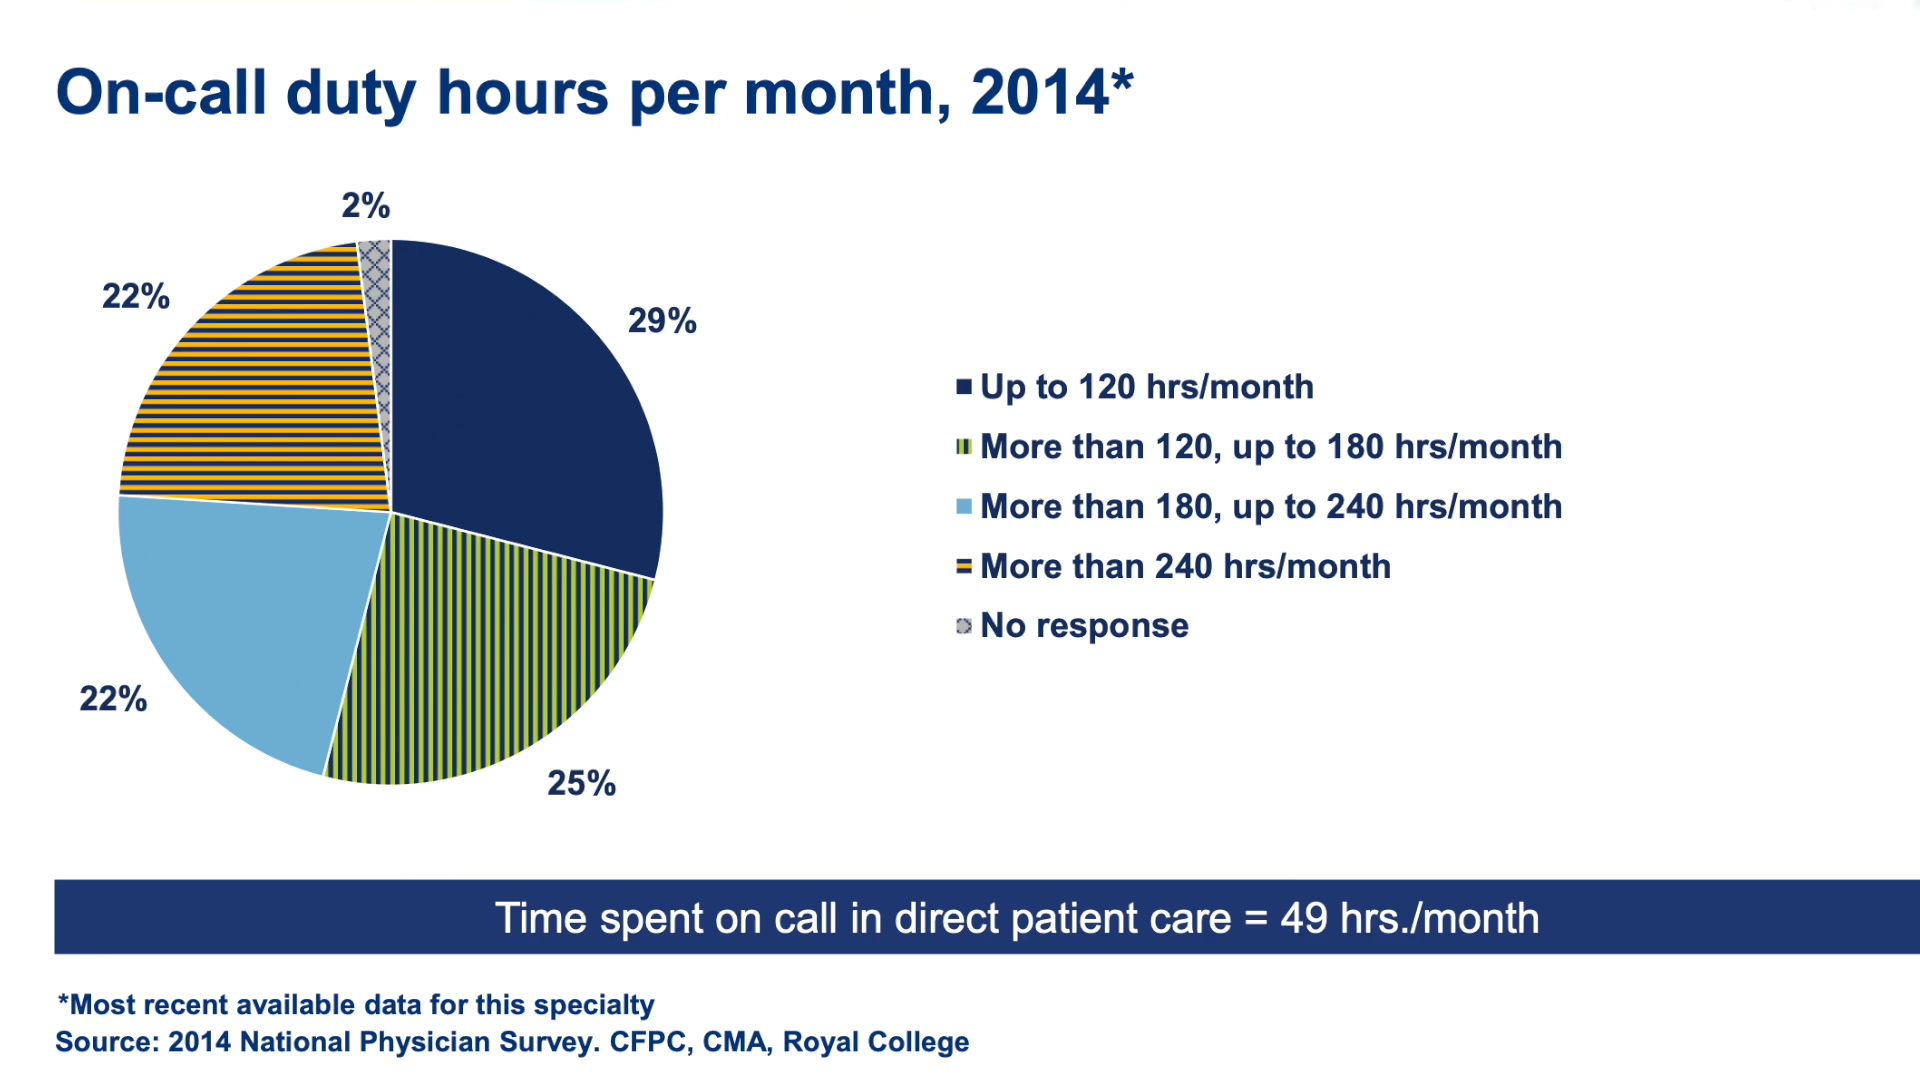 On-call duty hours per month, 2014*
2%
22%
29%
22%
25%
Up to 120 hrs/month
More than 120, up to 180 hrs/month
More than 180, up to 240 hrs/month
More than 240 hrs/month
No response
Time spent on call in direct patient care = 49 hrs./month
*Most recent available data for this specialty
Source: 2014 National Physician Survey. CFPC, CMA, Royal College